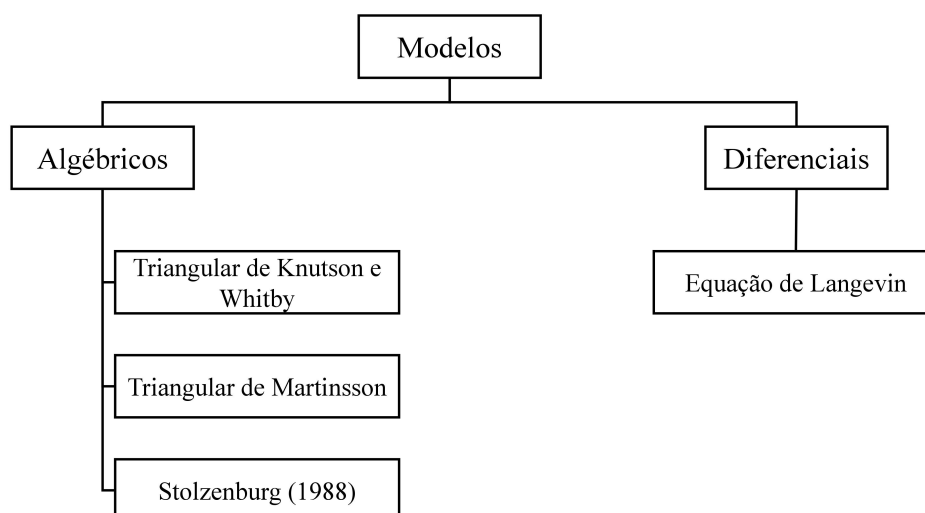 Modelos
Algébricos
Diferenciais
Triangular de Knutson e
Whitby
Equação de Langevin
Triangular de Martinsson
Stolzenburg (1988)